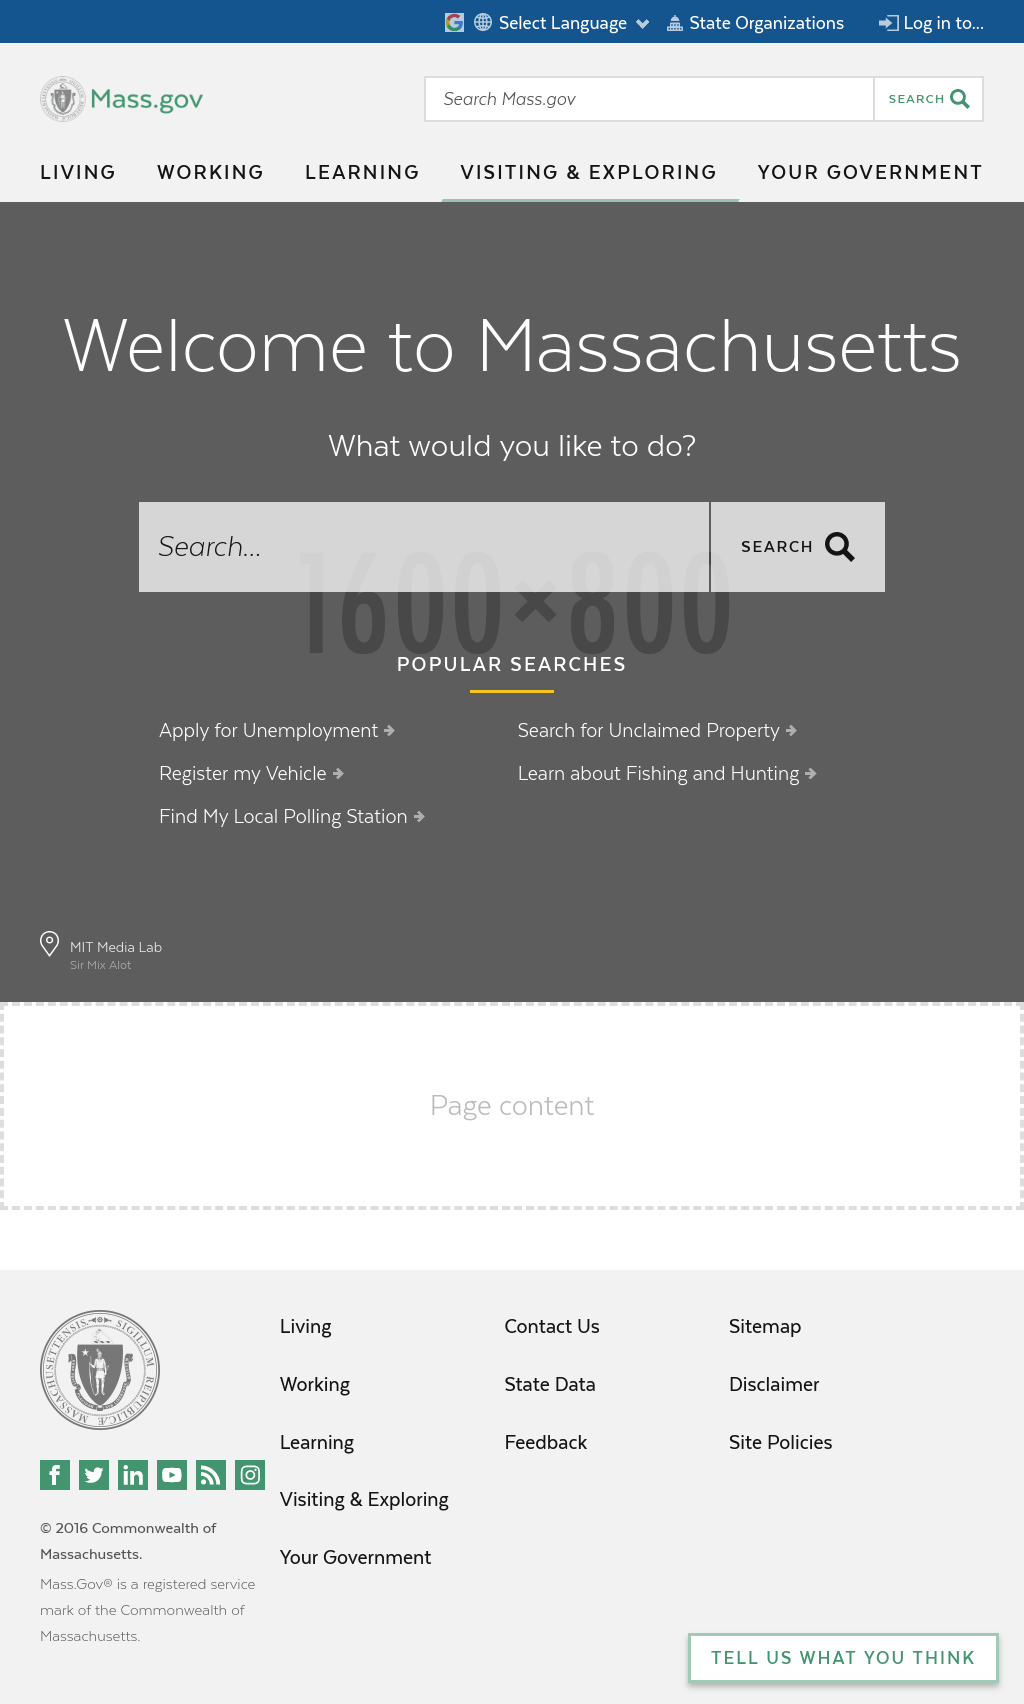 Select Language
State Organizations
Log in to...
Mass.gov
Search Mass.gov
SEARCH
LIVING
WORKING
LEARNING
VISITING & EXPLORING
YOUR GOVERNMENT
Welcome to Massachusetts
What would you like to do?
Search...
SEARCH
1600×800
POPULAR SEARCHES
Apply for Unemployment
Search for Unclaimed Property
Register my Vehicle
Learn about Fishing and Hunting
Find My Local Polling Station
MIT Media Lab
Sir Mix Alot
Page content
SIGILLUM REIPUBLICÆ MASSACHUSETTENSIS
Living
Contact Us
Sitemap
Working
State Data
Disclaimer
Learning
Feedback
Site Policies
Visiting & Exploring
Your Government
© 2016 Commonwealth of
Massachusetts.
Mass.Gov® is a registered service
mark of the Commonwealth of
Massachusetts.
TELL US WHAT YOU THINK